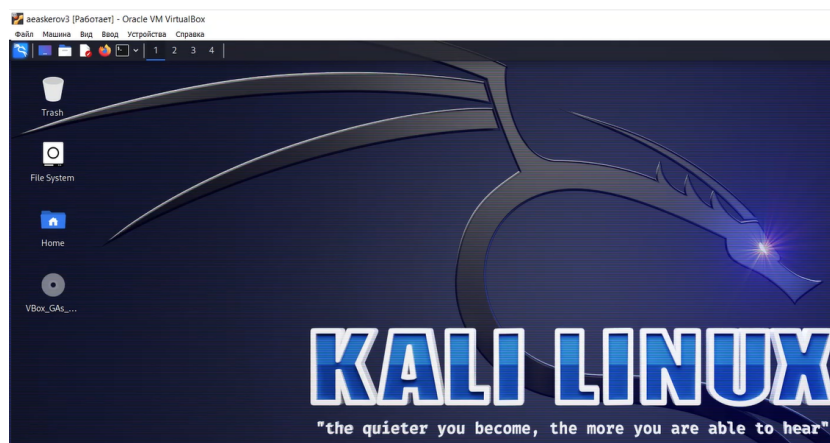 aeaskerov3 [Работает] - Oracle VM VirtualBox
Файл Машина Вид Ввод Устройства Справка
1 2 3 4
Trash
File System
Home
VBox_GAs_...
KALI LINUX
"the quieter you become, the more you are able to hear"